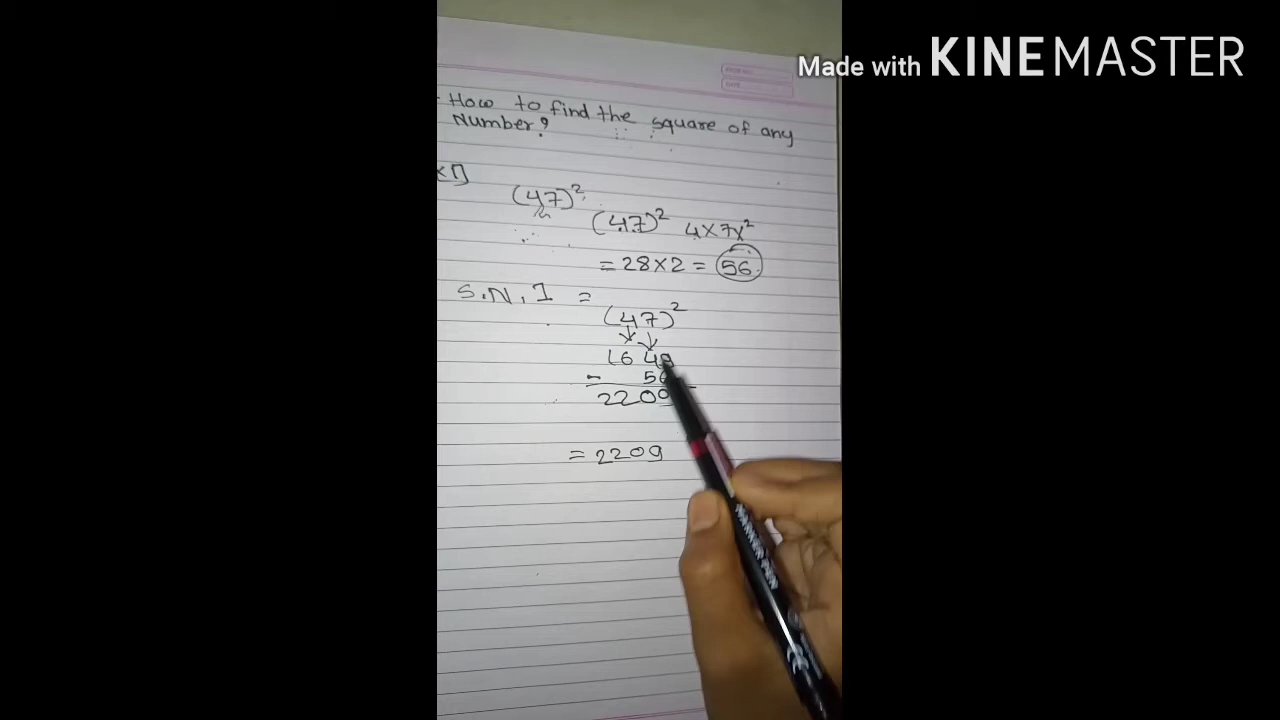 Made with KINEMASTER
How to find the square of any
Number?
(47)²
(47)² 4×7×²
= 28×2 = 56
S.N. 1 =
(47)²
16 49
- 56
2209
= 2209